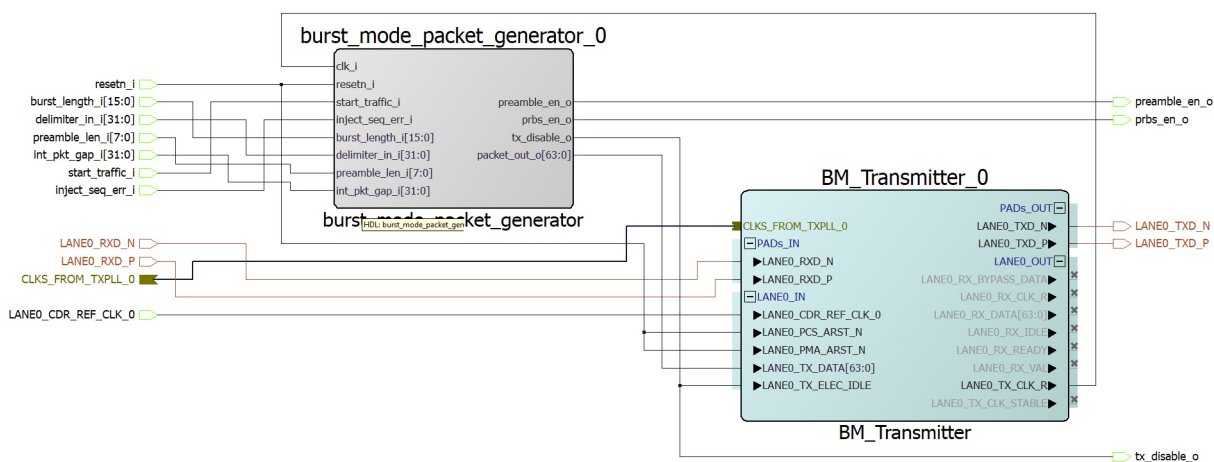 burst_mode_packet_generator_0
clk_i
resetn_i
resetn_i
burst_length_i[15:0]
start_traffic_i
preamble_en_o
preamble_en_o
delimiter_in_i[31:0]
inject_seq_err_i
prbs_en_o
prbs_en_o
preamble_len_i[7:0]
burst_length_i[15:0]
tx_disable_o
int_pkt_gap_i[31:0]
delimiter_in_i[31:0]
packet_out_o[63:0]
start_traffic_i
preamble_len_i[7:0]
inject_seq_err_i
int_pkt_gap_i[31:0]
BM_Transmitter_0
burst_mode_packet_generator
HDL: burst_mode_packet_gen
PADs_OUT
CLKS_FROM_TXPLL_0
LANE0_TXD_N
LANE0_TXD_N
LANE0_RXD_N
PADs_IN
LANE0_TXD_P
LANE0_TXD_P
LANE0_RXD_P
LANE0_RXD_N
LANE0_OUT
CLKS_FROM_TXPLL_0
LANE0_RXD_P
LANE0_RX_BYPASS_DATA
LANE0_IN
LANE0_RX_CLK_R
LANE0_CDR_REF_CLK_0
LANE0_CDR_REF_CLK_0
LANE0_RX_DATA[63:0]
LANE0_PCS_ARST_N
LANE0_RX_IDLE
LANE0_PMA_ARST_N
LANE0_RX_READY
LANE0_TX_DATA[63:0]
LANE0_RX_VAL
LANE0_TX_ELEC_IDLE
LANE0_TX_CLK_R
LANE0_TX_CLK_STABLE
BM_Transmitter
tx_disable_o